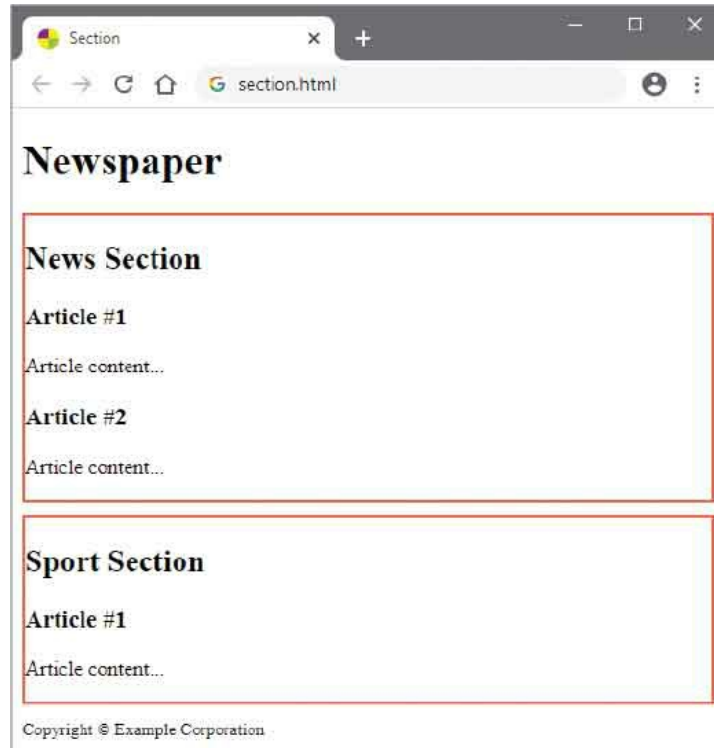 Section
section.html
Newspaper
News Section
Article #1
Article content...
Article #2
Article content...
Sport Section
Article #1
Article content...
Copyright © Example Corporation